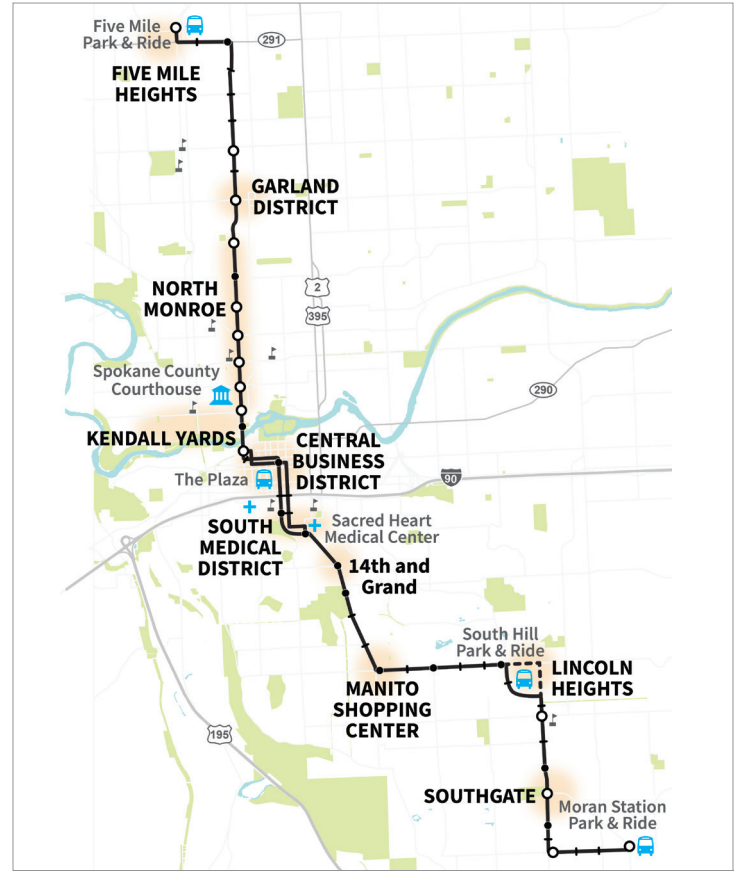 Five Mile
Park & Ride
291
FIVE MILE
HEIGHTS
GARLAND
DISTRICT
2
395
NORTH
MONROE
Spokane County
Courthouse
290
KENDALL YARDS
CENTRAL
BUSINESS
DISTRICT
The Plaza
90
SOUTH
MEDICAL
DISTRICT
Sacred Heart
Medical Center
14th and
Grand
South Hill
Park & Ride
LINCOLN
HEIGHTS
MANITO
SHOPPING
CENTER
195
SOUTHGATE
Moran Station
Park & Ride